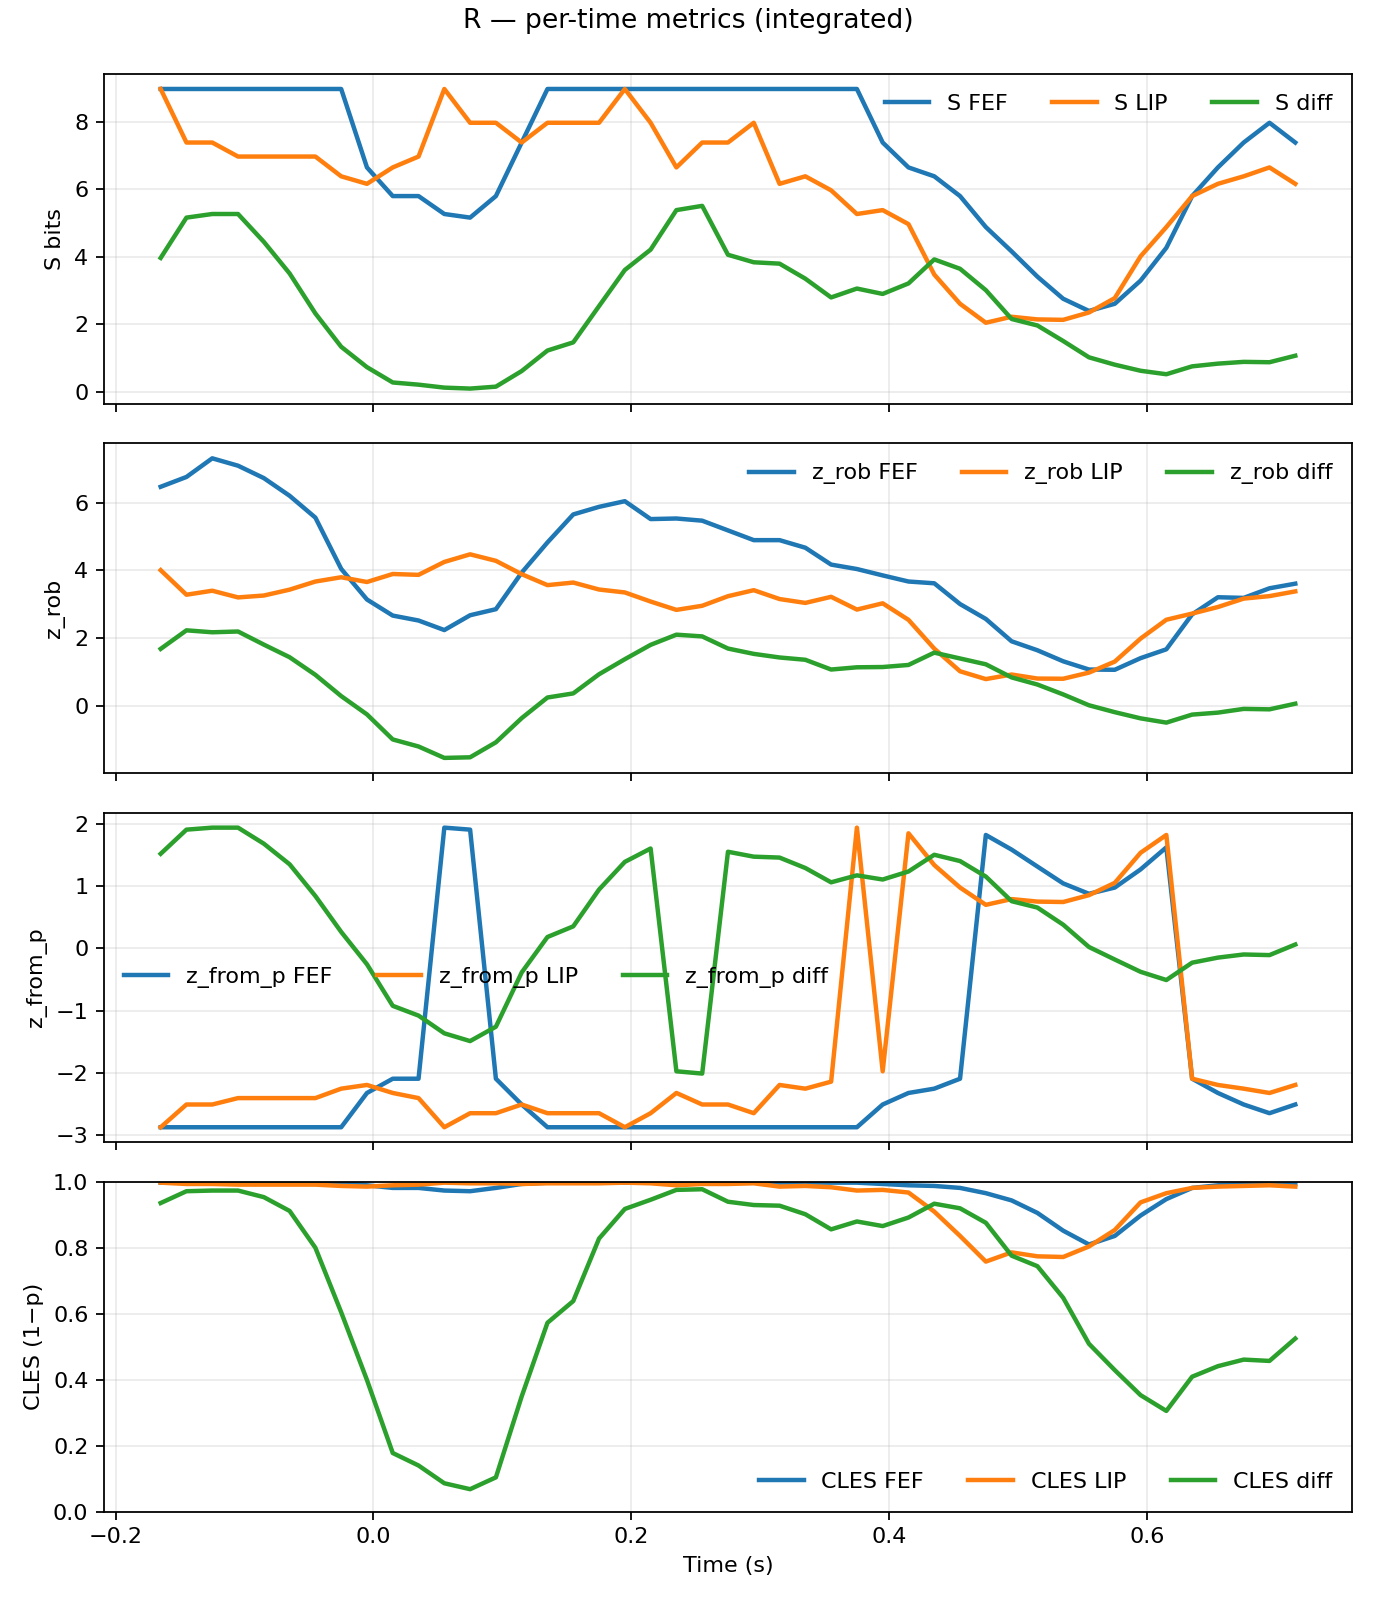 R — per-time metrics (integrated)
S FEF S LIP S diff
S bits
8
6
4
2
0
z_rob FEF z_rob LIP z_rob diff
z_rob
6
4
2
0
z_from_p FEF z_from_p LIP z_from_p diff
z_from_p
2
1
0
−1
−2
−3
CLES (1−p)
1.0
0.8
0.6
0.4
0.2
0.0
CLES FEF CLES LIP CLES diff
−0.2 0.0 0.2 0.4 0.6
Time (s)